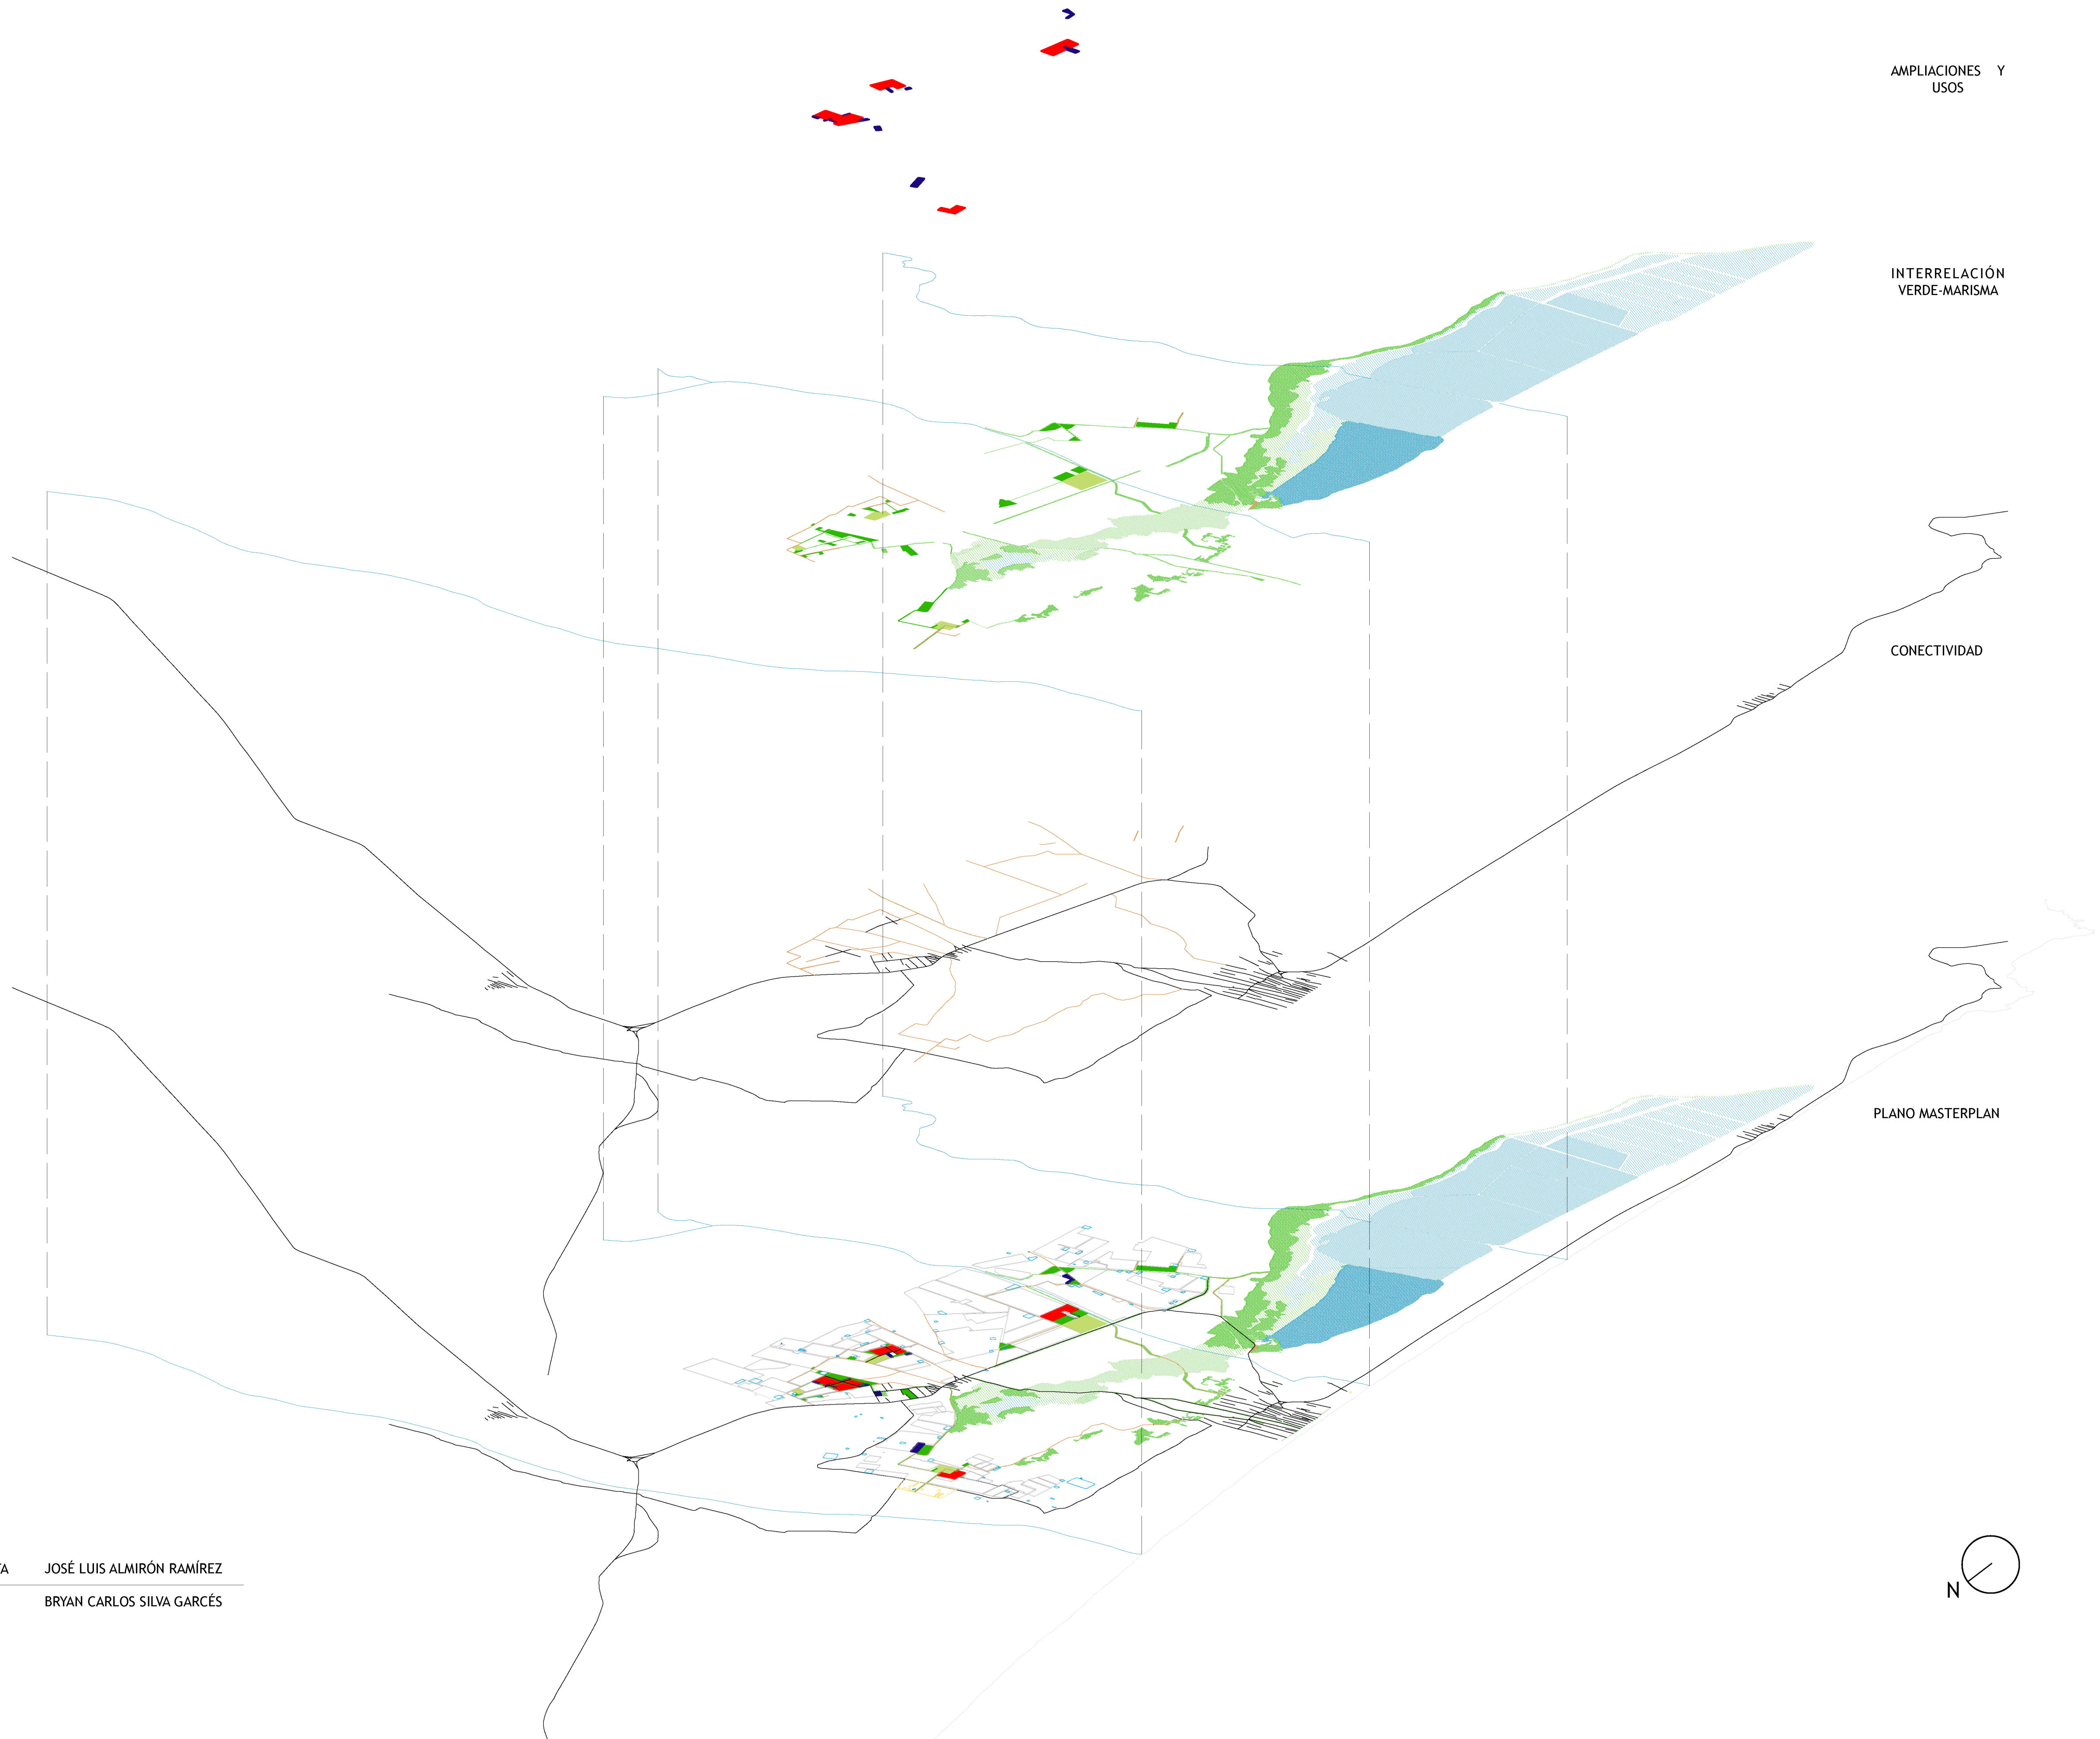 AMPLIACIONES Y
USOS
INTERRELACIÓN
VERDE-MARISMA
CONECTIVIDAD
PLANO MASTERPLAN
JOSÉ LUIS ALMIRÓN RAMÍREZ
BRYAN CARLOS SILVA GARCÉS
N